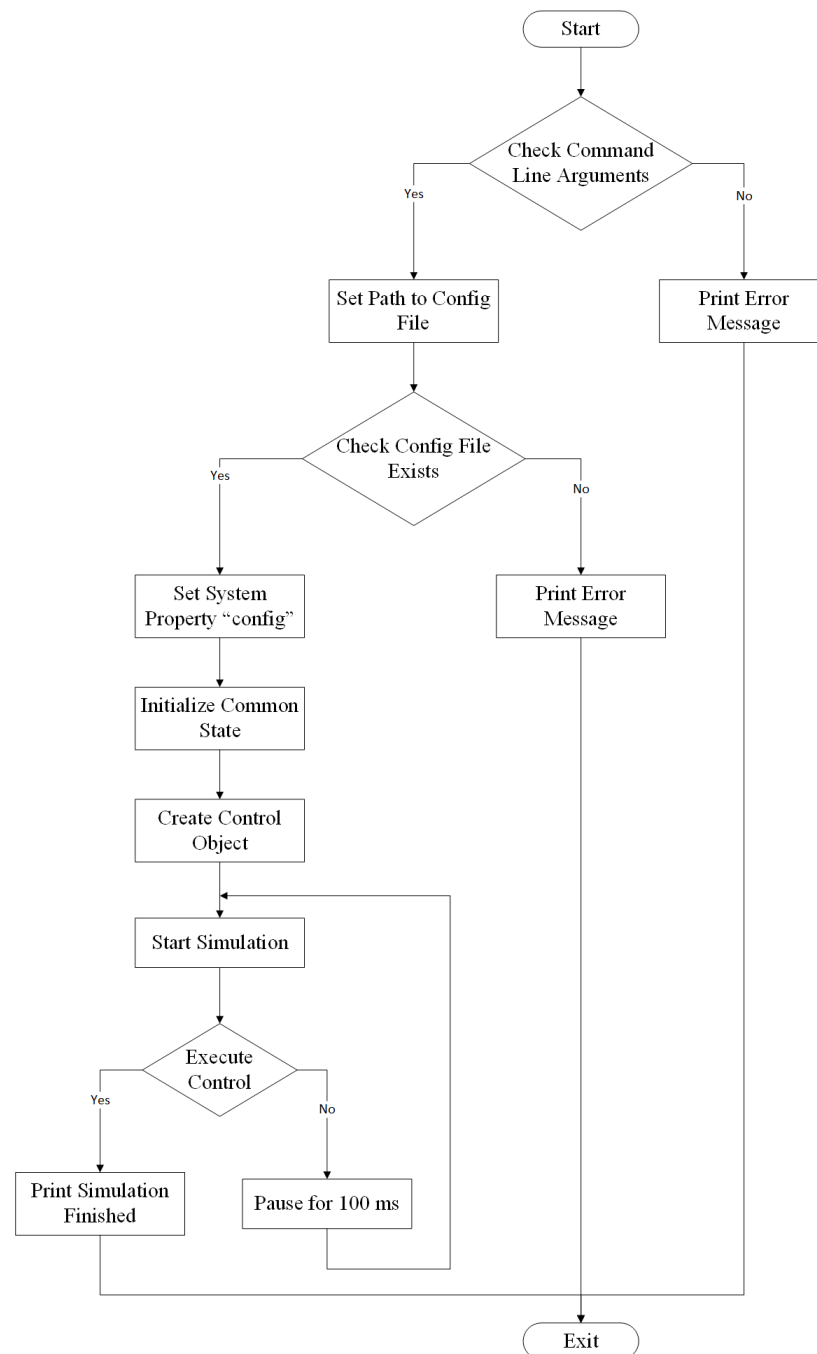 Start
Check Command
Line Arguments
Yes
No
Set Path to Config
File
Print Error
Message
Check Config File
Exists
Yes
No
Set System
Property “config”
Print Error
Message
Initialize Common
State
Create Control
Object
Start Simulation
Execute
Control
Yes
No
Print Simulation
Finished
Pause for 100 ms
Exit